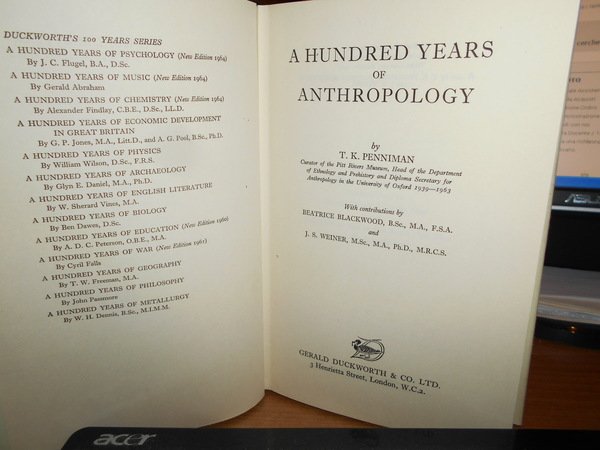 DUCKWORTH'S 100 YEARS SERIES
A HUNDRED YEARS OF PSYCHOLOGY (New Edition 1964)
By J. C. Flugel, B.A., D.Sc.
A HUNDRED YEARS OF MUSIC (New Edition 1964)
By Gerald Abraham
A HUNDRED YEARS OF CHEMISTRY (New Edition 1964)
By Alexander Findlay, C.B.E., D.Sc., LL.D.
A HUNDRED YEARS OF ECONOMIC DEVELOPMENT
IN GREAT BRITAIN
By G. P. Jones, M.A., Litt.D., and A. G. Pool, B.Sc., Ph.D.
A HUNDRED YEARS OF PHYSICS
By William Wilson, D.Sc., F.R.S.
A HUNDRED YEARS OF ARCHAEOLOGY
By Glyn E. Daniel, M.A., Ph.D.
A HUNDRED YEARS OF ENGLISH LITERATURE
By W. Sherard Vines, M.A.
A HUNDRED YEARS OF BIOLOGY
By Ben Dawes, D.Sc.
A HUNDRED YEARS OF EDUCATION (New Edition 1960)
By A. D. C. Peterson, O.B.E., M.A.
A HUNDRED YEARS OF WAR (New Edition 1961)
By Cyril Falls
A HUNDRED YEARS OF GEOGRAPHY
By T. W. Freeman, M.A.
A HUNDRED YEARS OF PHILOSOPHY
By John Passmore
A HUNDRED YEARS OF METALLURGY
By W. H. Dennis, B.Sc., M.I.M.M.
A HUNDRED YEARS
OF
ANTHROPOLOGY
by
T. K. PENNIMAN
Curator of the Pitt Rivers Museum, Head of the Department
of Ethnology and Prehistory and Diploma Secretary for
Anthropology in the University of Oxford 1939—1963
With contributions by
BEATRICE BLACKWOOD, B.Sc., M.A., F.S.A.
and
J. S. WEINER, M.Sc., M.A., Ph.D., M.R.C.S.
GERALD DUCKWORTH & CO. LTD.
3 Henrietta Street, London, W.C.2.
acer